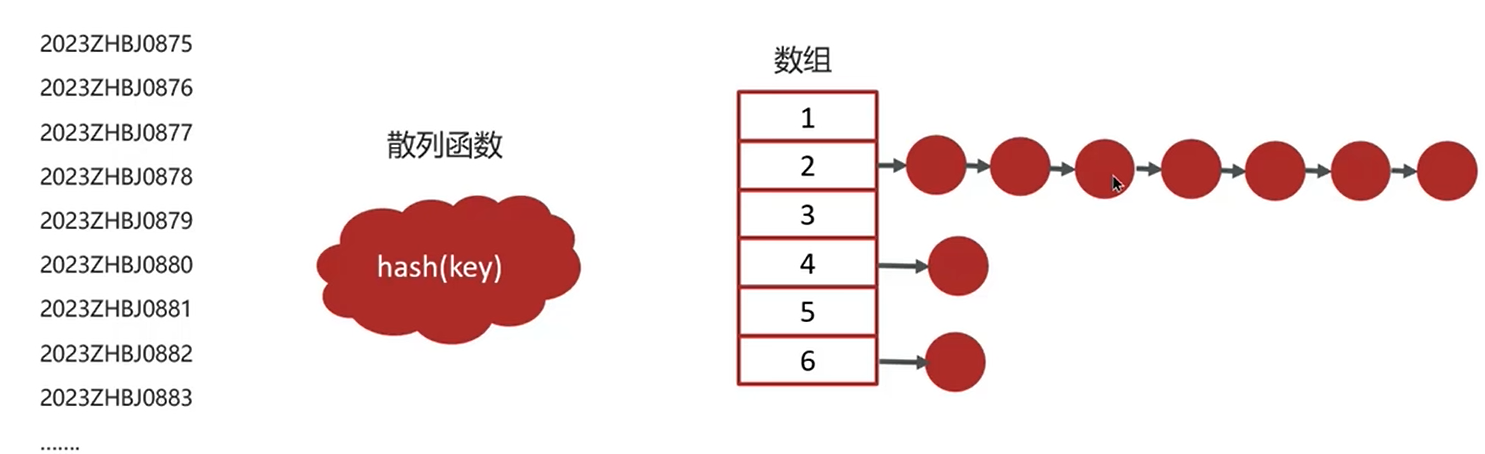 2023ZHBJ0875
2023ZHBJ0876
2023ZHBJ0877
2023ZHBJ0878
2023ZHBJ0879
2023ZHBJ0880
2023ZHBJ0881
2023ZHBJ0882
2023ZHBJ0883
.......
散列函数
hash(key)
数组
1
2
3
4
5
6